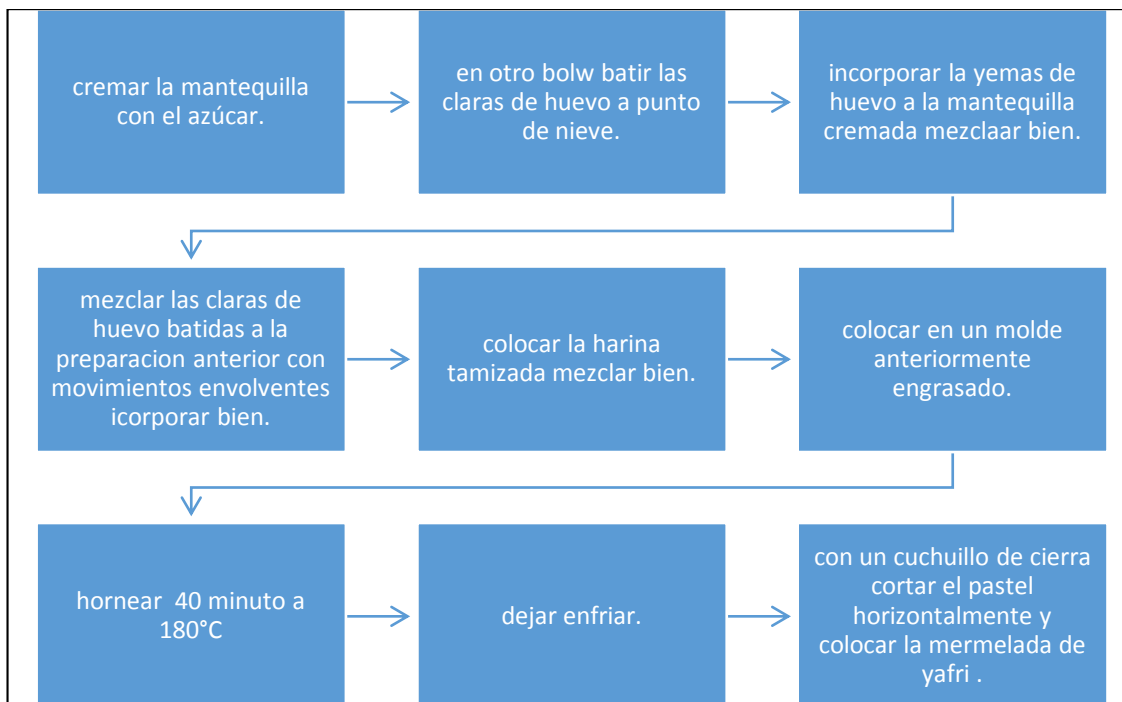 cremar la mantequilla
con el azúcar.
en otro bolw batir las
claras de huevo a punto
de nieve.
incorporar la yemas de
huevo a la mantequilla
cremada mezclaar bien.
mezclar las claras de
huevo batidas a la
preparacion anterior con
movimientos envolventes
icorporar bien.
colocar la harina
tamizada mezclar bien.
colocar en un molde
anteriormente
engrasado.
hornear 40 minuto a
180°C
dejar enfriar.
con un cuchuillo de cierra
cortar el pastel
horizontalmente y
colocar la mermelada de
yafri .